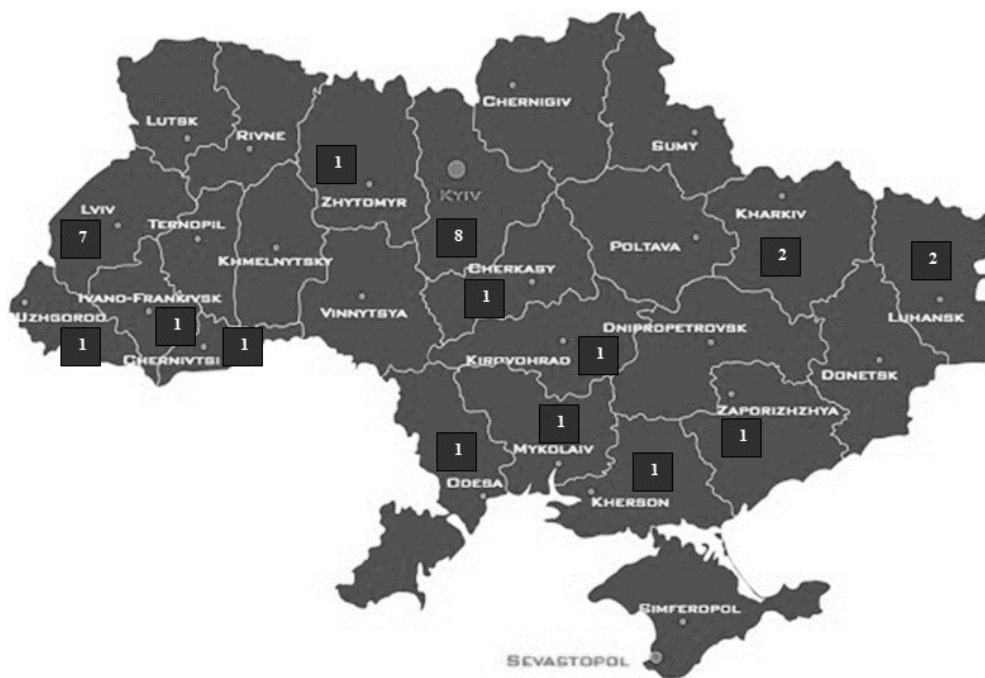 CHERNIGIV
LUTSK
RIVNE
SUMY
1
KYIV
ZHYTOMYR
LVIV
KHARKIV
TERNOPIL
7
8
POLTAVA
2
2
KHMELNYTSKY
CHERKASY
IVANO-FRANKIVSK
1
UZHGOROD
VINNYTSYA
LUHANSK
1
DNIPROPETROVSK
1
CHERNIVTSI
1
KIROVOHRAD
1
DONETSK
ZAPORIZHZHYA
1
1
1
MYKOLAIV
1
ODESA
KHERSON
SIMFEROPOL
SEVASTOPOL